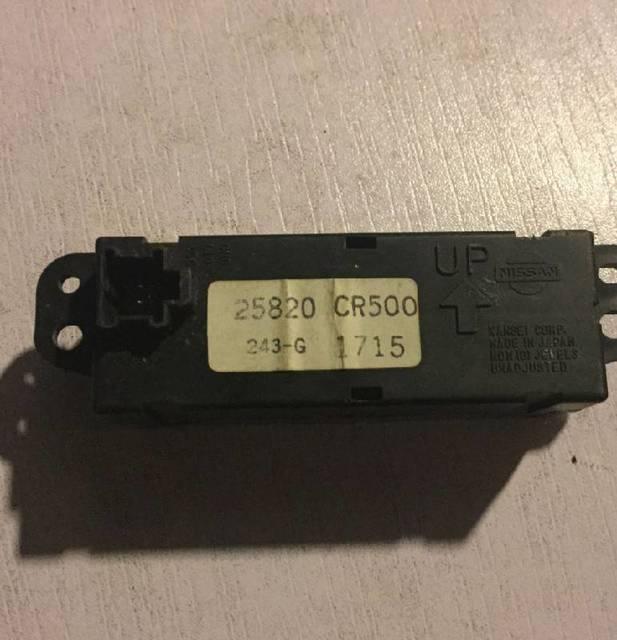 25820 CR500
243-G 1715
UP
NISSAN
KANSEI CORP.
MADE IN JAPAN
NON (0) JEWELS
UNADJUSTED